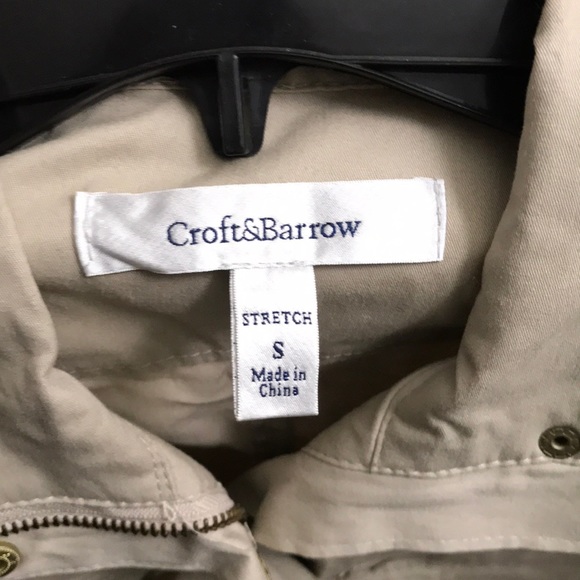 Croft&Barrow
STRETCH
S
Made in
China